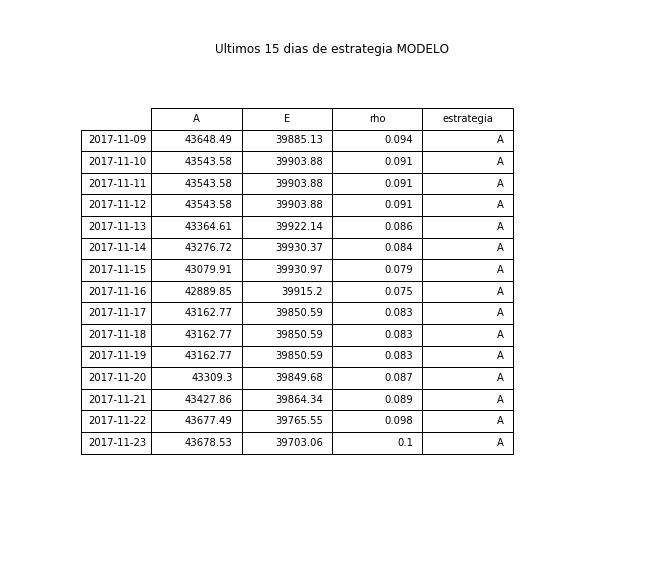 Ultimos 15 dias de estrategia MODELO
A E rho estrategia
2017-11-09 43648.49 39885.13 0.094 A
2017-11-10 43543.58 39903.88 0.091 A
2017-11-11 43543.58 39903.88 0.091 A
2017-11-12 43543.58 39903.88 0.091 A
2017-11-13 43364.61 39922.14 0.086 A
2017-11-14 43276.72 39930.37 0.084 A
2017-11-15 43079.91 39930.97 0.079 A
2017-11-16 42889.85 39915.2 0.075 A
2017-11-17 43162.77 39850.59 0.083 A
2017-11-18 43162.77 39850.59 0.083 A
2017-11-19 43162.77 39850.59 0.083 A
2017-11-20 43309.3 39849.68 0.087 A
2017-11-21 43427.86 39864.34 0.089 A
2017-11-22 43677.49 39765.55 0.098 A
2017-11-23 43678.53 39703.06 0.1 A